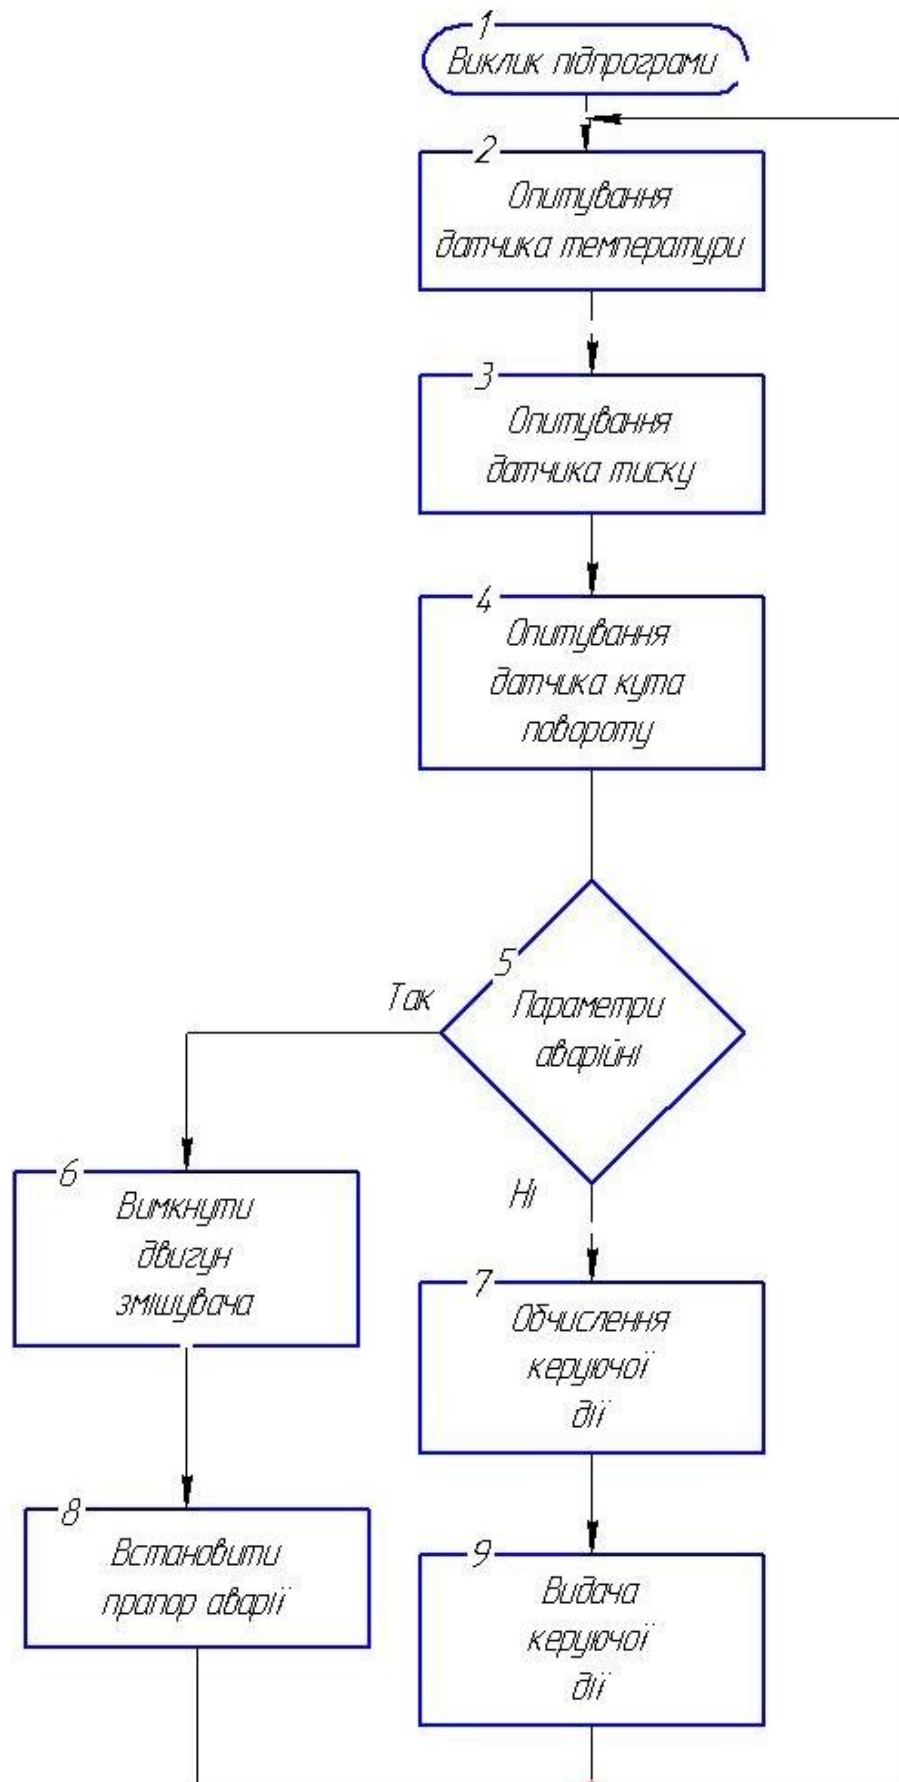 1
Виклик підпрограми
2
Опитування
датчика температури
3
Опитування
датчика тиску
4
Опитування
датчика кута
повороту
5
Параметри
аварійні
Так
Ні
6
Вимкнути
двигун
змішувача
7
Обчислення
керуючої
дії
8
Встановити
прапор аварії
9
Видача
керуючої
дії